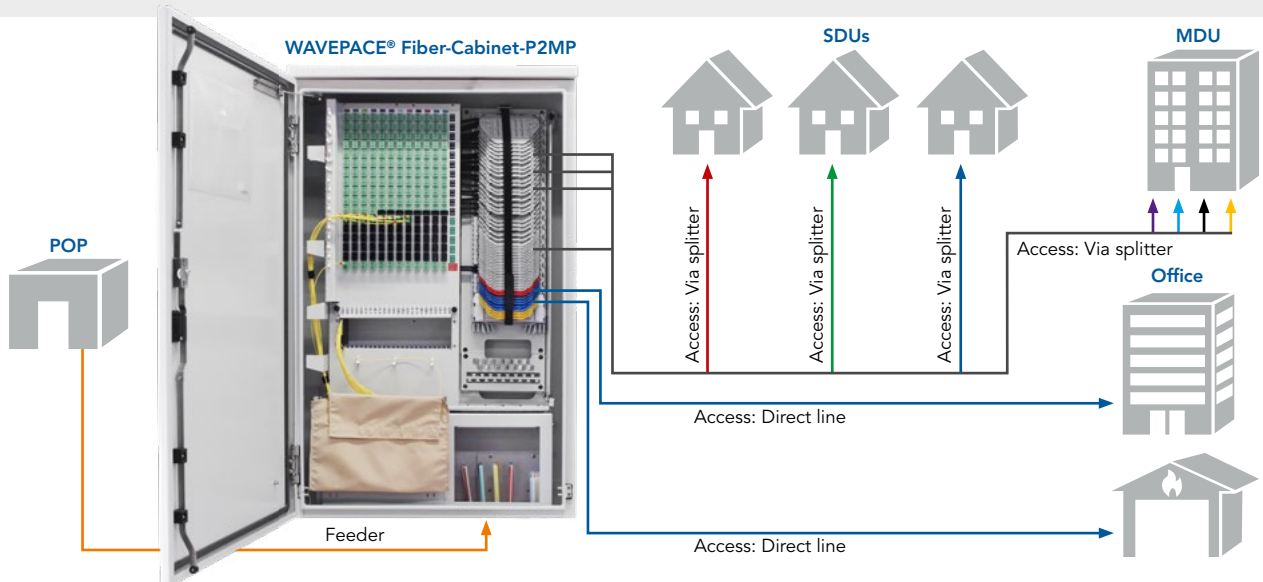 WAVEPACE® Fiber-Cabinet-P2MP
SDUs
MDU
POP
Access: Via splitter
Access: Via splitter
Access: Via splitter
Access: Via splitter
Office
Access: Direct line
Feeder
Access: Direct line